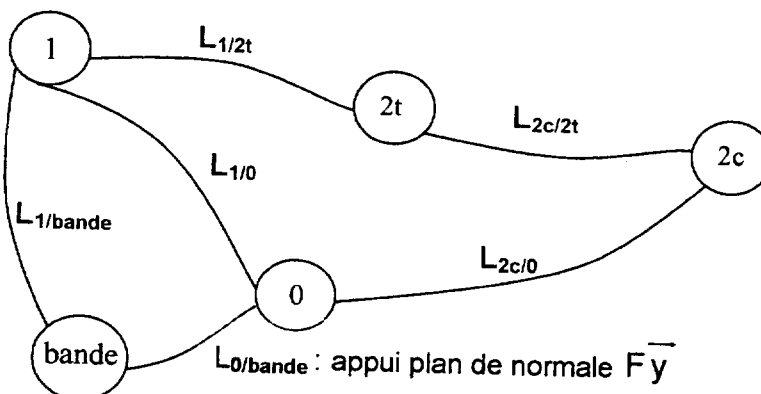 1
L1/2t
2t
L2c/2t
2c
L1/0
L1/bande
L2c/0
0
bande
L0/bande : appui plan de normale F y